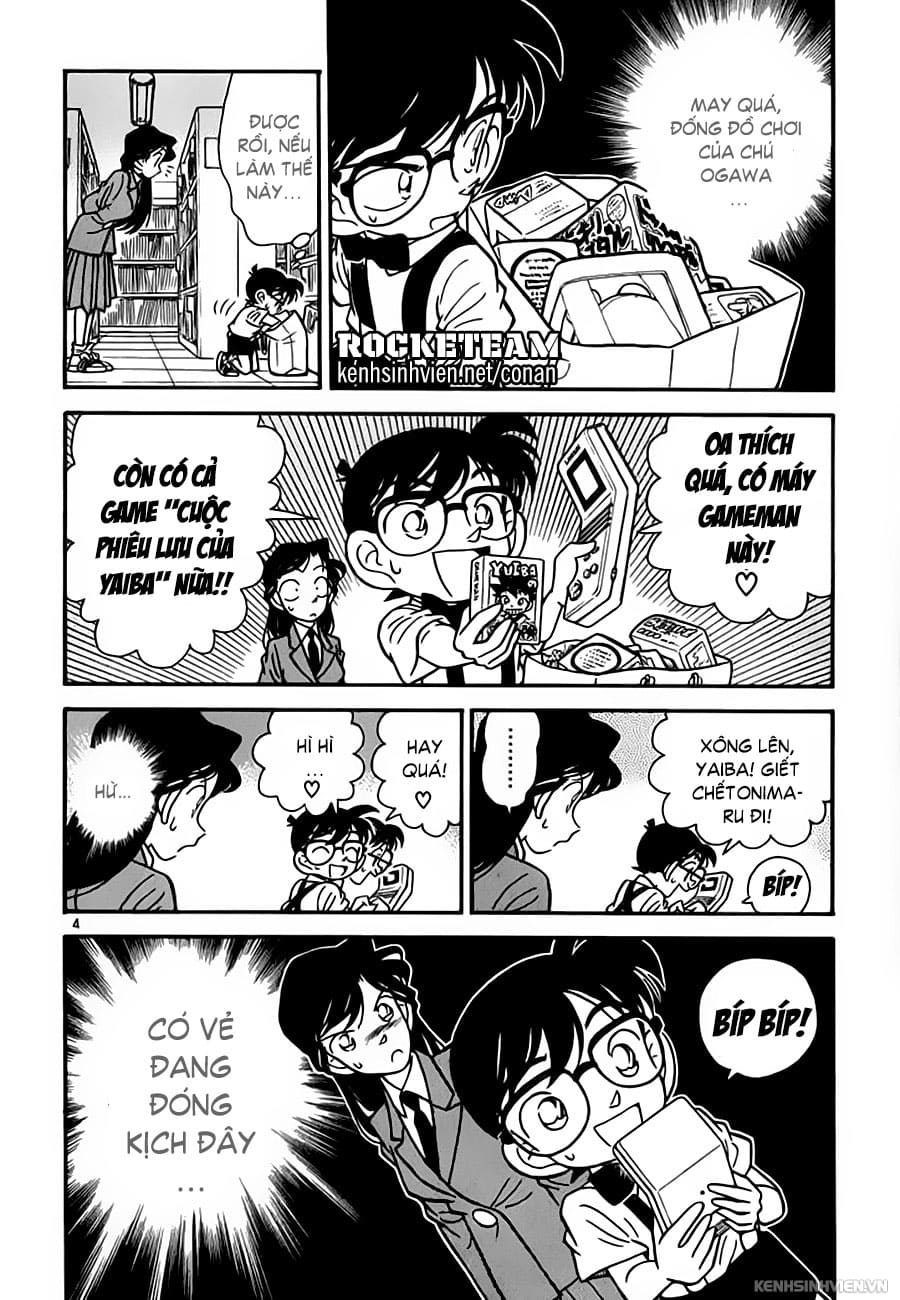 MAY QUÁ,
ĐỐNG ĐỒ CHƠI
CỦA CHÚ
OGAWA
...
ĐƯỢC
RỒI, NẾU
LÀM THẾ
NÀY...
ROCKETEAM
kenhsinhvien.net/conan
OA THÍCH
QUÁ, CÓ MÁY
GAMEMAN
NÀY!
♡
YUIBA
CÒN CÓ CẢ
GAME "CUỘC
PHIÊU LƯU CỦA
YAIBA" NỮA!!
XÔNG LÊN,
YAIBA! GIẾT
CHẾT ONIMA-
RU ĐI!
BÍP!
........
HAY
QUÁ!
♡
HÌ HÌ
...
♡
HỪ...
4
BÍP BÍP!
CÓ VẺ
ĐANG
ĐÓNG
KỊCH ĐÂY
...
KENHSINHVIEN.VN